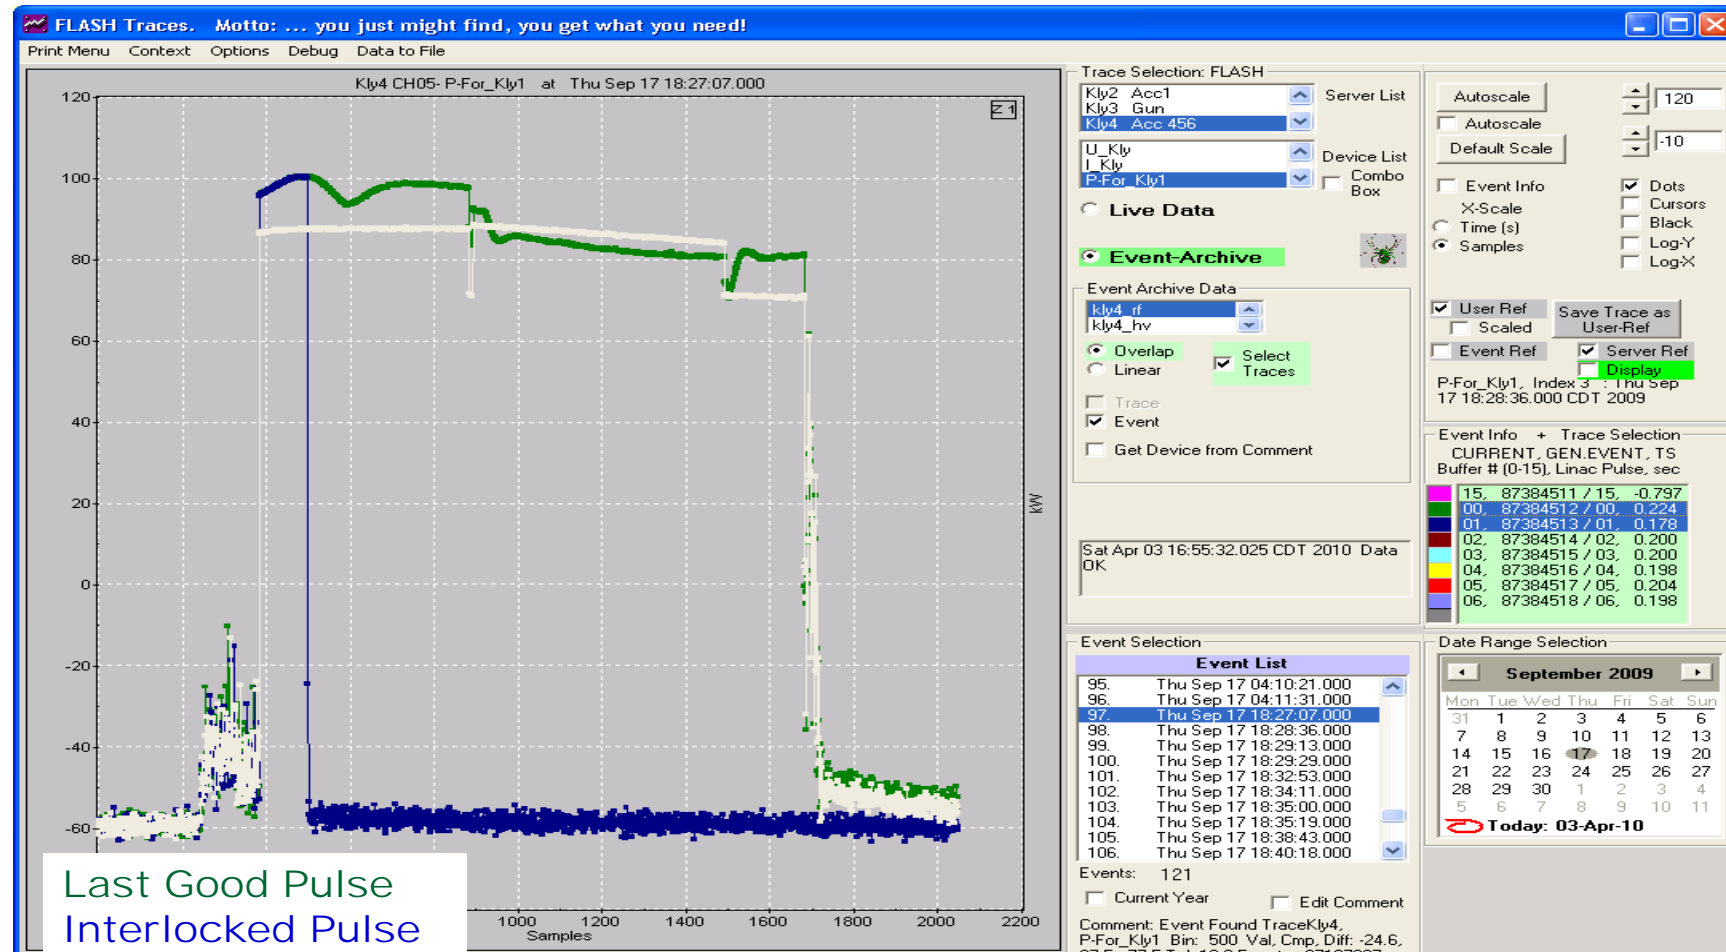 FLASH Traces. Motto: ... you just might find, you get what you need!
Print Menu Context Options Debug Data to File
Kly4 CH05- P-For_Kly1 at Thu Sep 17 18:27:07.000
Z 1
120
100
80
60
40
20
0
-20
-40
-60
kW
1000 1200 1400 1600 1800 2000 2200
Samples
Last Good Pulse
Interlocked Pulse
Trace Selection: FLASH
Kly2 Acc1
Kly3 Gun
Kly4 Acc 456
Server List
U_Kly
I_Kly
P-For_Kly1
Device List
Combo
Box
Live Data
Event-Archive
Event Archive Data
kly4_rf
kly4_hv
Overlap
Linear
Select
Traces
Trace
Event
Get Device from Comment
Sat Apr 03 16:55:32.025 CDT 2010 Data
OK
Event Selection
Event List
95. Thu Sep 17 04:10:21.000
96. Thu Sep 17 04:11:31.000
97. Thu Sep 17 18:27:07.000
98. Thu Sep 17 18:28:36.000
99. Thu Sep 17 18:29:13.000
100. Thu Sep 17 18:29:29.000
101. Thu Sep 17 18:32:53.000
102. Thu Sep 17 18:34:11.000
103. Thu Sep 17 18:35:00.000
104. Thu Sep 17 18:35:19.000
105. Thu Sep 17 18:38:43.000
106. Thu Sep 17 18:40:18.000
Events: 121
Current Year
Edit Comment
Comment: Event Found TraceKly4,
P-For_Kly1 Bin: 500 Val, Cmp, Diff: -24.6,
Autoscale
120
Autoscale
Default Scale
-10
Event Info
X-Scale
Time (s)
Samples
Dots
Cursors
Black
Log-Y
Log-X
User Ref
Scaled
Save Trace as
User-Ref
Event Ref
Server Ref
Display
P-For_Kly1, Index 3 : Thu Sep
17 18:28:36.000 CDT 2009
Event Info + Trace Selection
CURRENT, GEN.EVENT, TS
Buffer # (0-15), Linac Pulse, sec
15, 87384511 / 15, -0.797
00, 87384512 / 00, 0.224
01, 87384513 / 01, 0.178
02, 87384514 / 02, 0.200
03, 87384515 / 03, 0.200
04, 87384516 / 04, 0.198
05, 87384517 / 05, 0.204
06, 87384518 / 06, 0.198
Date Range Selection
September 2009
Mon Tue Wed Thu Fri Sat Sun
31 1 2 3 4 5 6
7 8 9 10 11 12 13
14 15 16 17 18 19 20
21 22 23 24 25 26 27
28 29 30 1 2 3 4
5 6 7 8 9 10 11
Today: 03-Apr-10